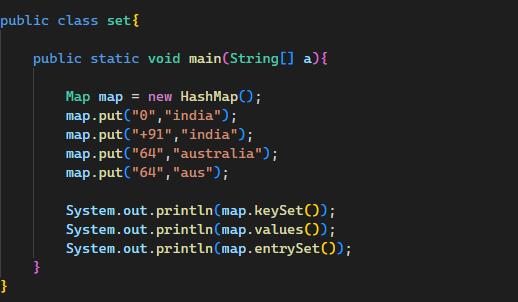 public class set{
public static void main(String[] a){
Map map = new HashMap();
map.put("0","india");
map.put("+91","india");
map.put("64","australia");
map.put("64","aus");
System.out.println(map.keySet());
System.out.println(map.values());
System.out.println(map.entrySet());
}
}